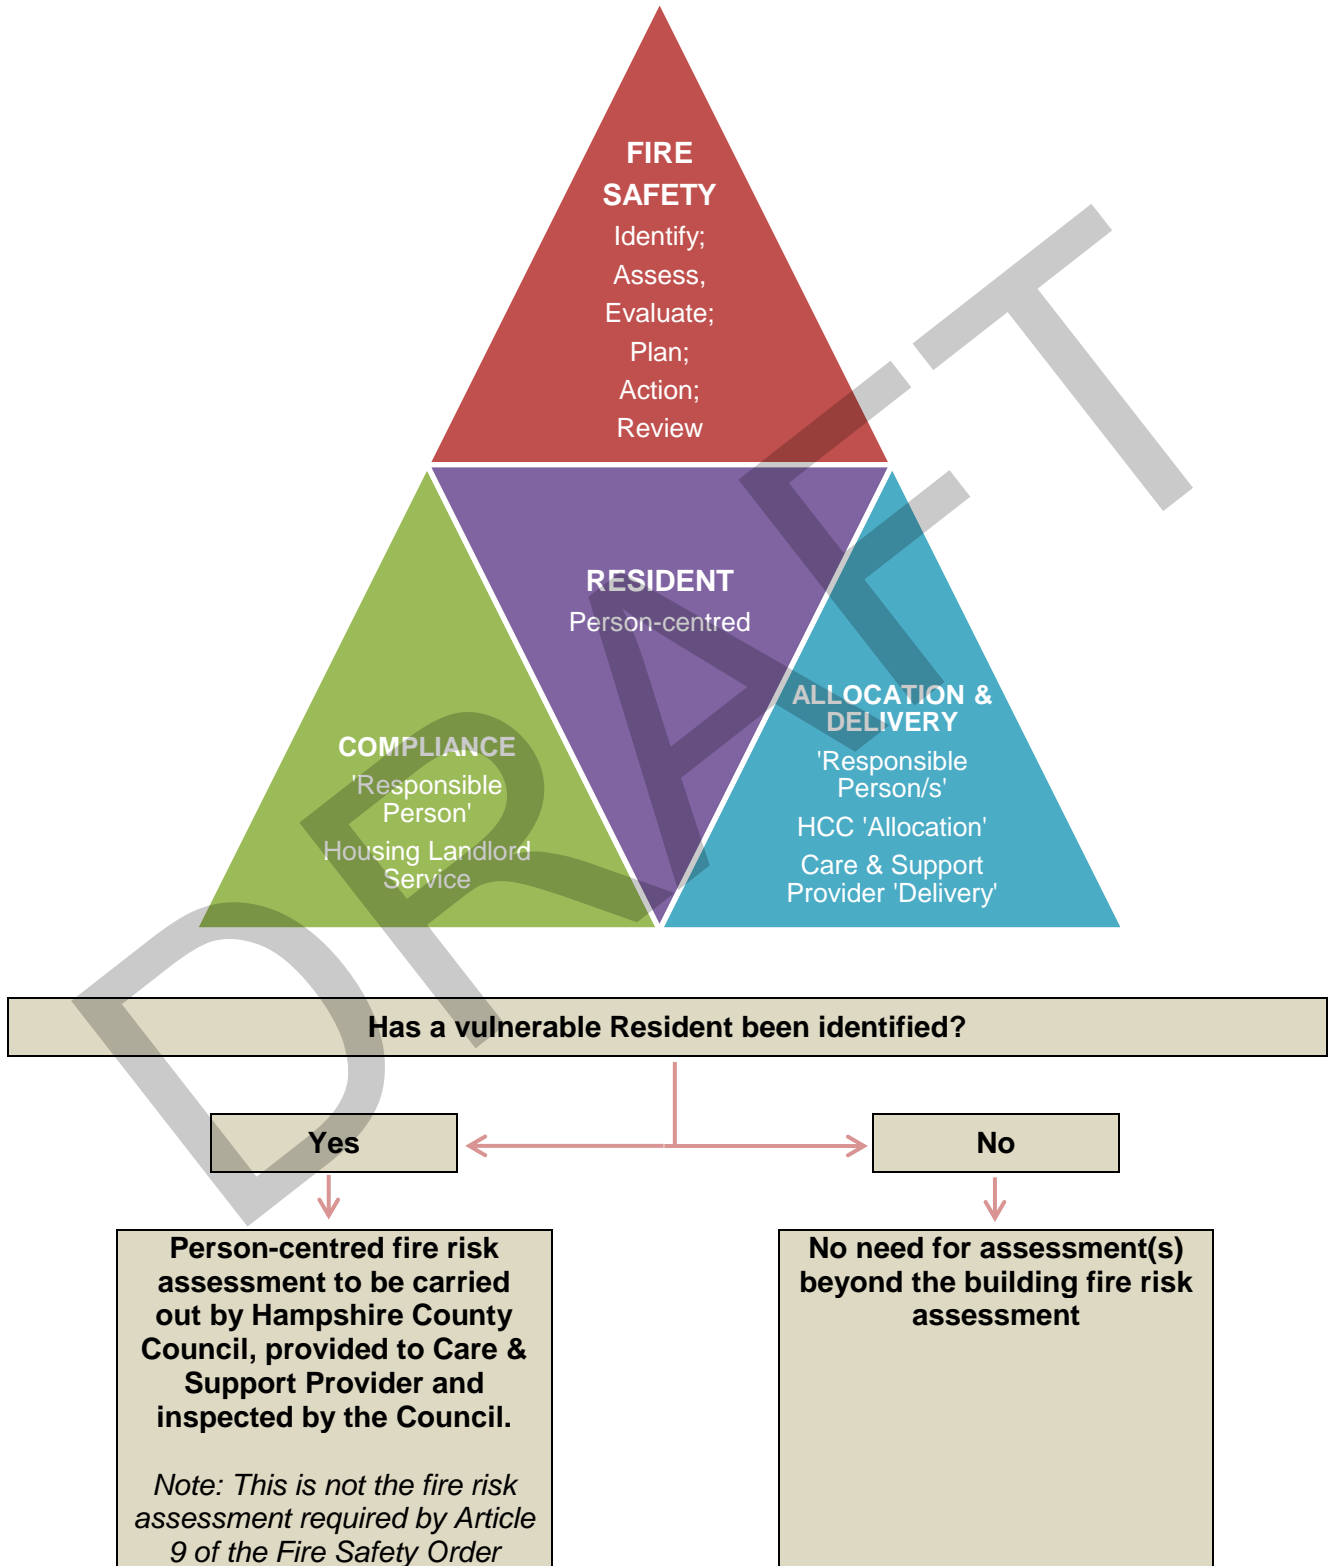 FIRE
SAFETY
Identify;
Assess,
Evaluate;
Plan;
Action;
Review
RESIDENT
Person-centred
COMPLIANCE
'Responsible
Person'
Housing Landlord
Service
ALLOCATION &
DELIVERY
'Responsible
Person/s'
HCC 'Allocation'
Care & Support
Provider 'Delivery'
DRAFT
Has a vulnerable Resident been identified?
Yes
No
Person-centred fire risk
assessment to be carried
out by Hampshire County
Council, provided to Care &
Support Provider and
inspected by the Council.
Note: This is not the fire risk
assessment required by Article
9 of the Fire Safety Order
No need for assessment(s)
beyond the building fire risk
assessment